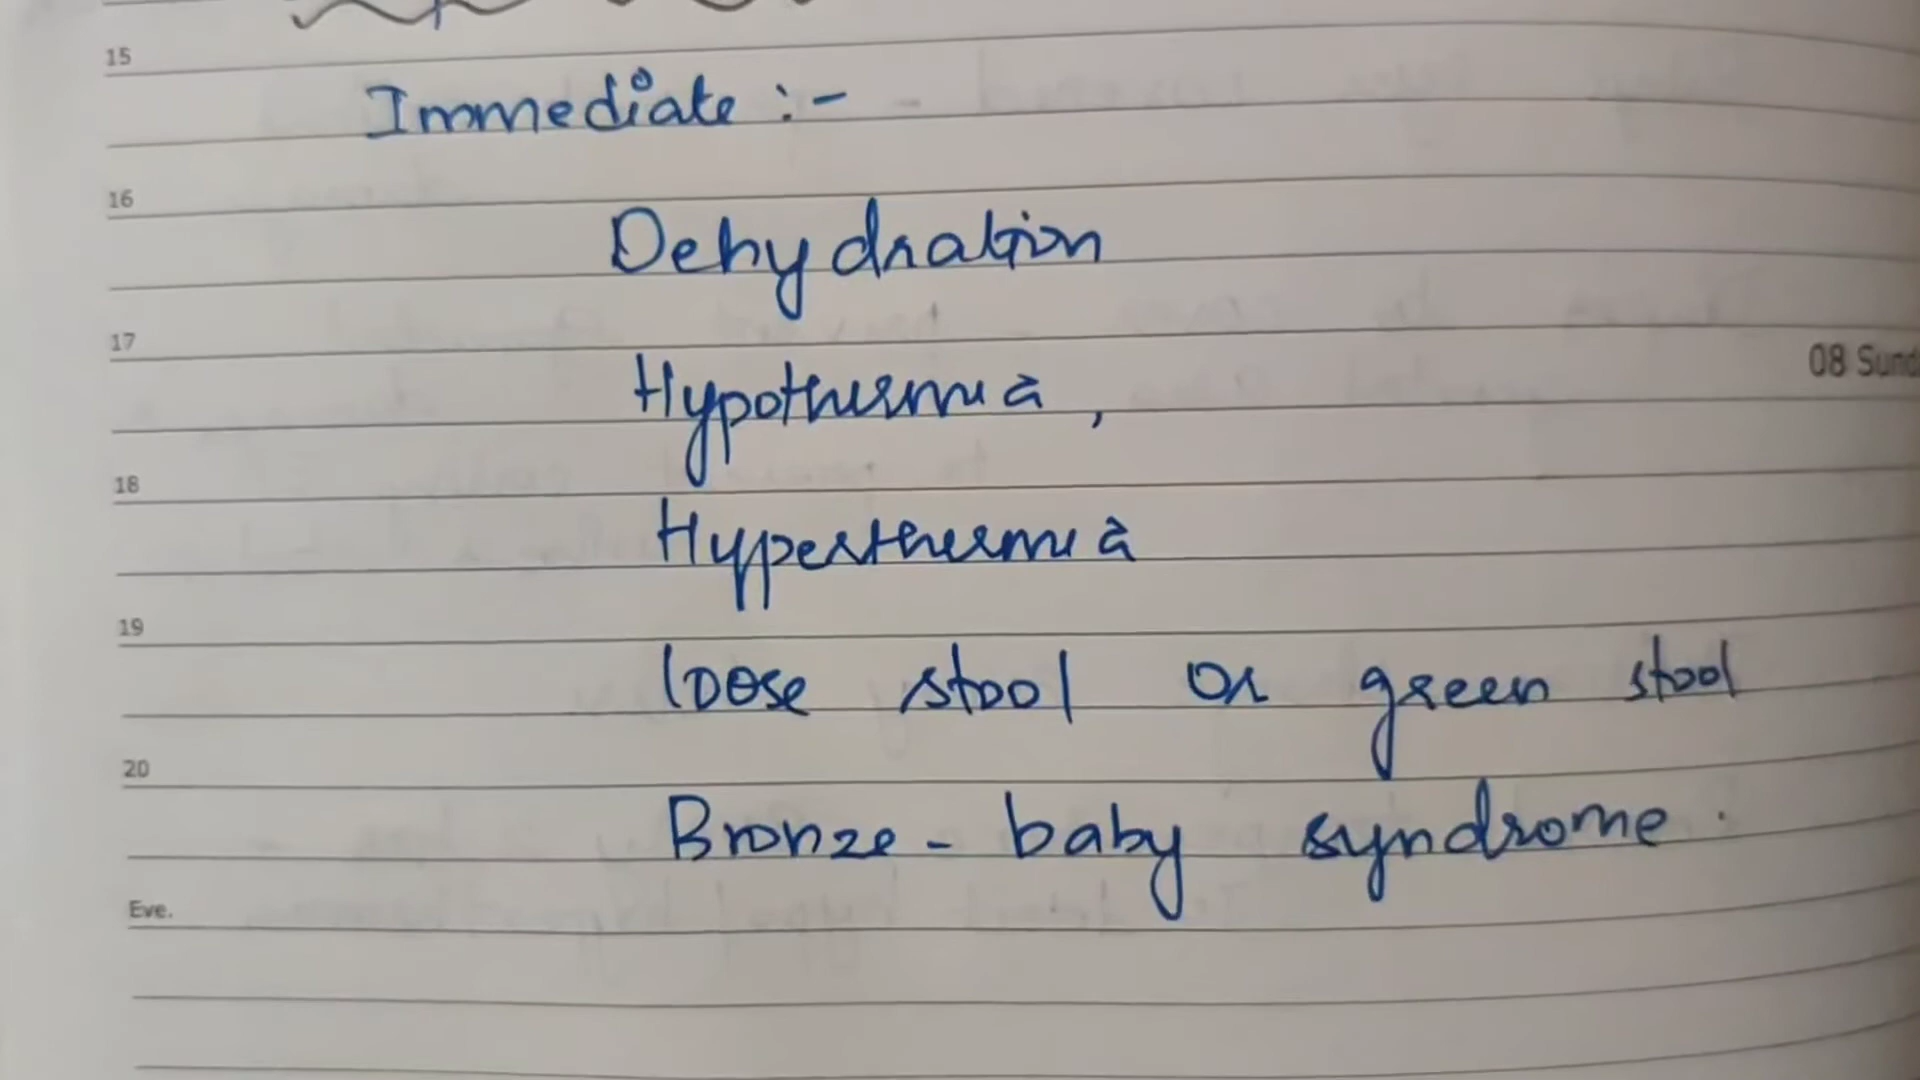 15
Immediate :-
16
Dehydration
17
Hypothermia,
08 Sund
18
Hyperthermia
19
loose stool or green stool
20
Bronze - baby syndrome.
Eve.